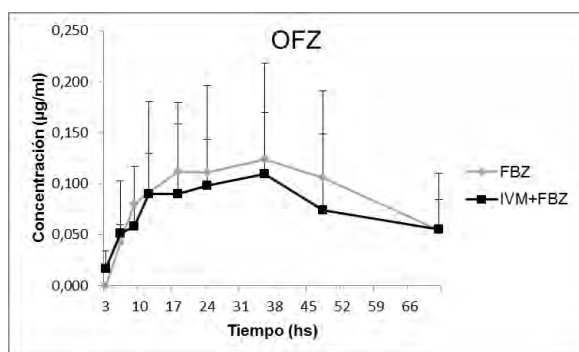 OFZ
Concentración (µg/ml)
0,250
0,200
0,150
0,100
0,050
0,000
3 10 17 24 31 38 45 52 59 66
Tiempo (hs)
FBZ
IVM+FBZ